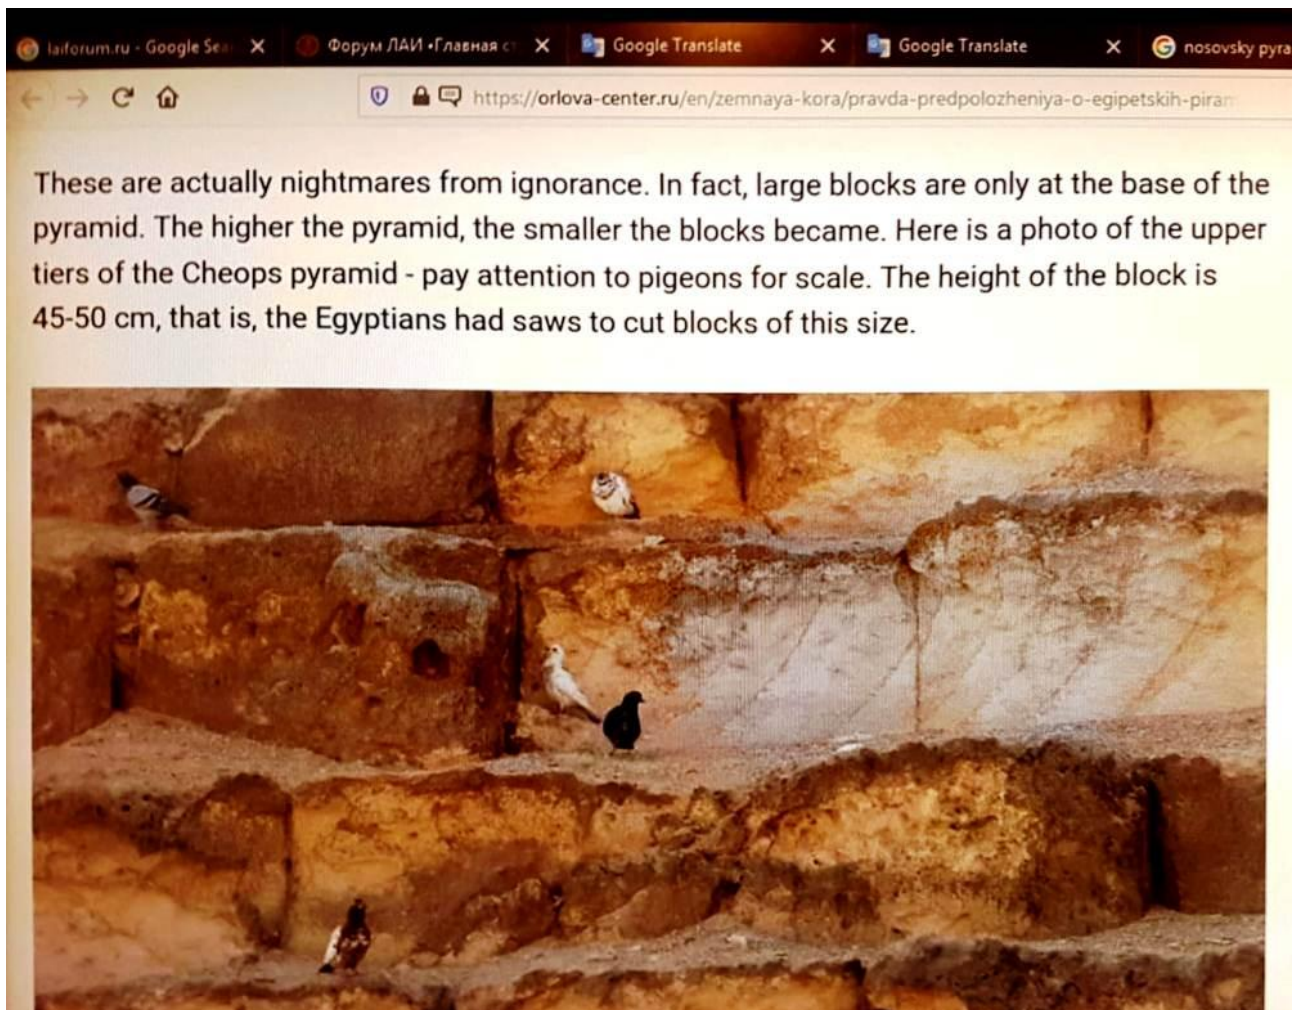 laiforum.ru - Google Sea
Форум ЛАИ •Главная с
Google Translate
Google Translate
nosovsky pyra
https://orlova-center.ru/en/zemnaya-kora/pravda-predpolozheniya-o-egipetskih-piram
These are actually nightmares from ignorance. In fact, large blocks are only at the base of the
pyramid. The higher the pyramid, the smaller the blocks became. Here is a photo of the upper
tiers of the Cheops pyramid - pay attention to pigeons for scale. The height of the block is
45-50 cm, that is, the Egyptians had saws to cut blocks of this size.